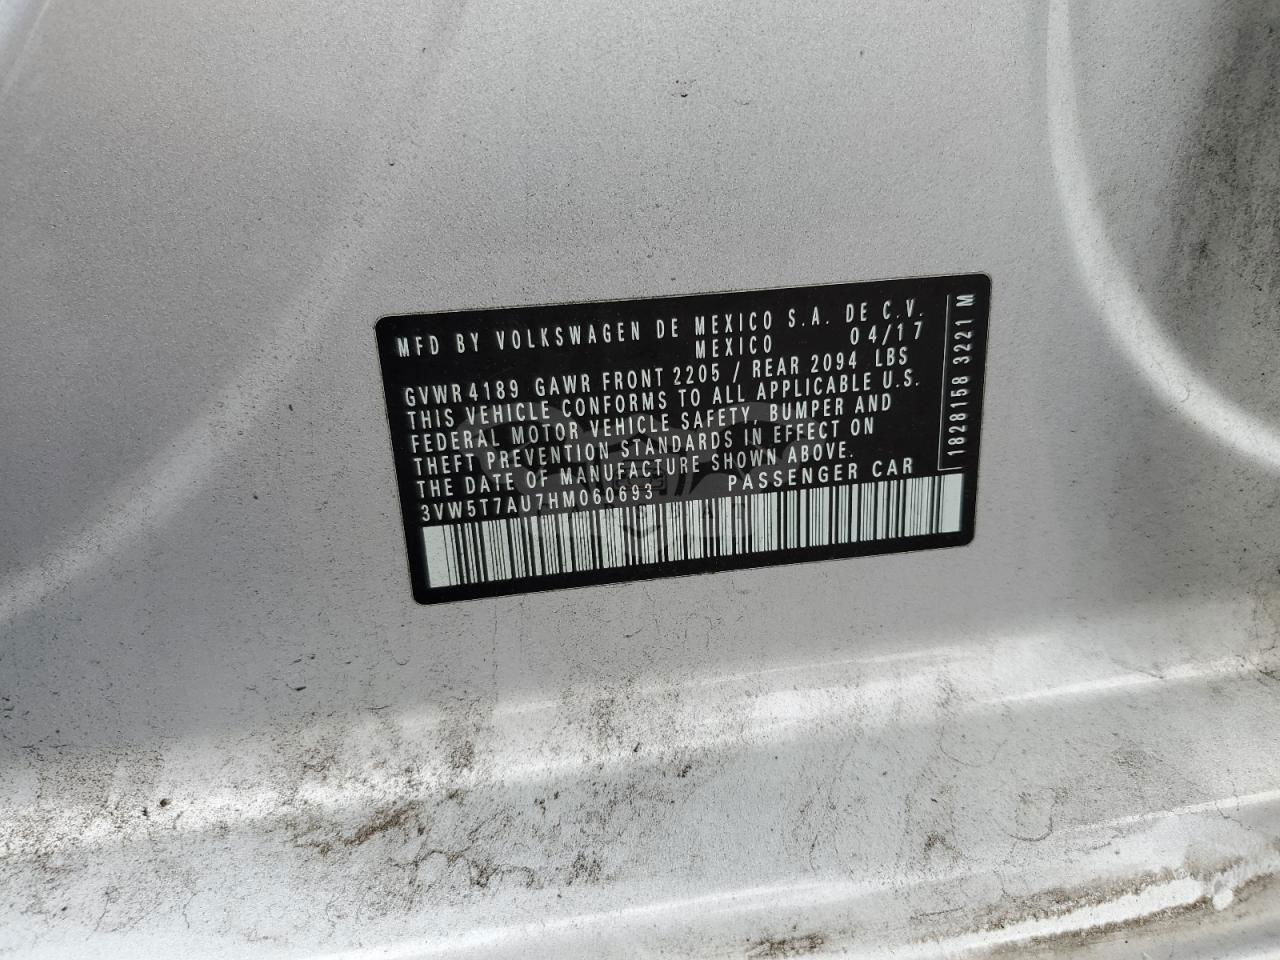 MFD BY VOLKSWAGEN DE MEXICO S.A. DE C.V.
MEXICO 04/17
GVWR 4189 GAWR FRONT 2205 / REAR 2094 LBS
THIS VEHICLE CONFORMS TO ALL APPLICABLE U.S.
FEDERAL MOTOR VEHICLE SAFETY, BUMPER AND
THEFT PREVENTION STANDARDS IN EFFECT ON
THE DATE OF MANUFACTURE SHOWN ABOVE.
3VW5T7AU7HM060693 PASSENGER CAR
1828158 3221 M